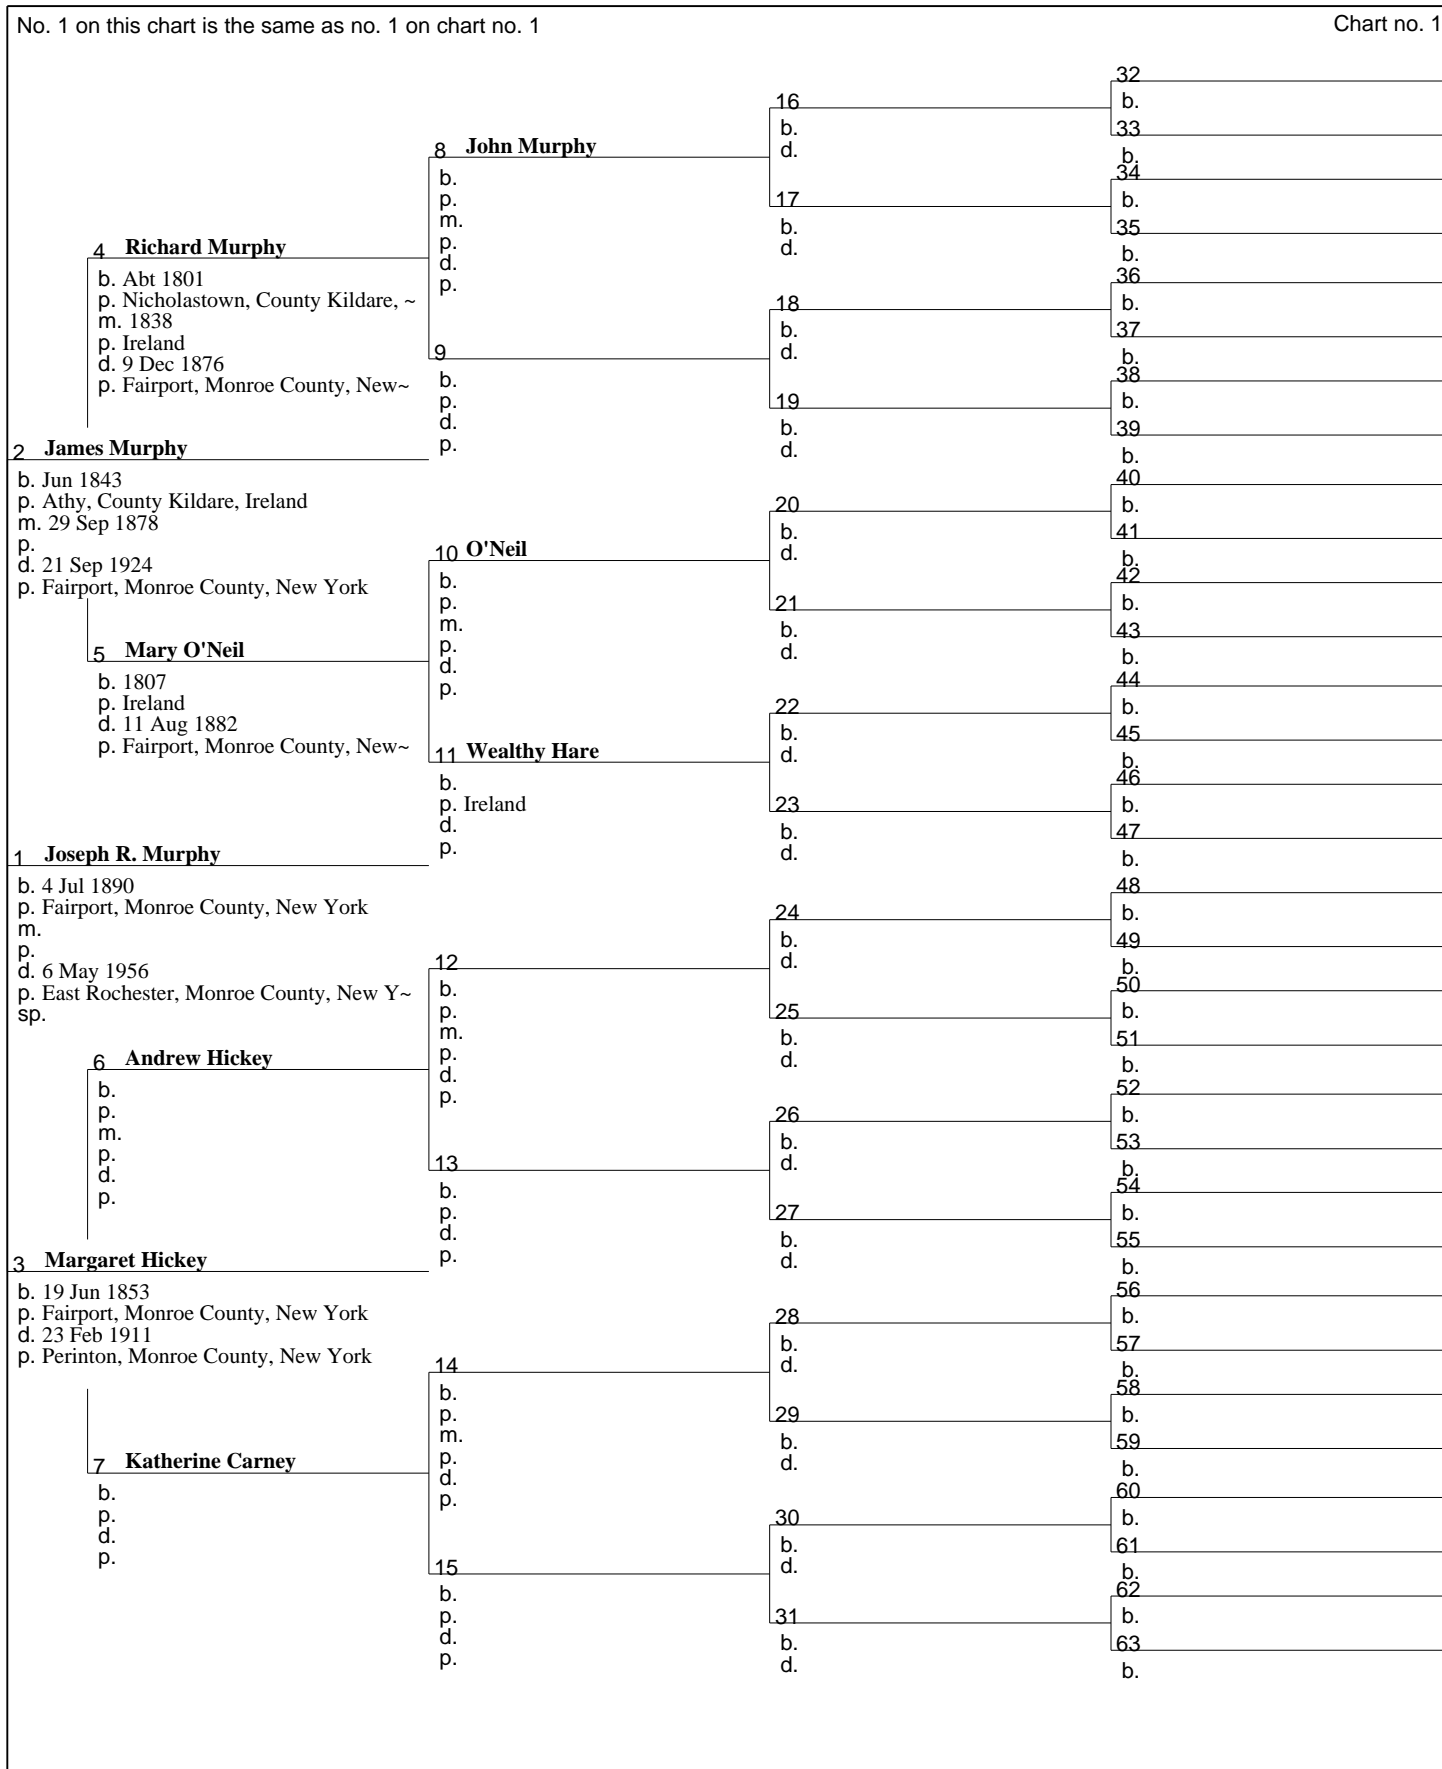 No. 1 on this chart is the same as no. 1 on chart no. 1
Chart no. 1
1 Joseph R. Murphy
b. 4 Jul 1890
p. Fairport, Monroe County, New York
m.
p.
d. 6 May 1956
p. East Rochester, Monroe County, New Y~
sp.
2 James Murphy
b. Jun 1843
p. Athy, County Kildare, Ireland
m. 29 Sep 1878
p.
d. 21 Sep 1924
p. Fairport, Monroe County, New York
3 Margaret Hickey
b. 19 Jun 1853
p. Fairport, Monroe County, New York
d. 23 Feb 1911
p. Perinton, Monroe County, New York
4 Richard Murphy
b. Abt 1801
p. Nicholastown, County Kildare, ~
m. 1838
p. Ireland
d. 9 Dec 1876
p. Fairport, Monroe County, New~
5 Mary O'Neil
b. 1807
p. Ireland
d. 11 Aug 1882
p. Fairport, Monroe County, New~
6 Andrew Hickey
b.
p.
m.
p.
d.
p.
7 Katherine Carney
b.
p.
d.
p.
8 John Murphy
b.
p.
m.
p.
d.
p.
9
b.
p.
d.
p.
10 O'Neil
b.
p.
m.
p.
d.
p.
11 Wealthy Hare
b.
p. Ireland
d.
p.
12
b.
p.
m.
p.
d.
p.
13
b.
p.
d.
p.
14
b.
p.
m.
p.
d.
p.
15
b.
p.
d.
p.
16
b.
d.
17
b.
d.
18
b.
d.
19
b.
d.
20
b.
d.
21
b.
d.
22
b.
d.
23
b.
d.
24
b.
d.
25
b.
d.
26
b.
d.
27
b.
d.
28
b.
d.
29
b.
d.
30
b.
d.
31
b.
d.
32
b.
33
b.
34
b.
35
b.
36
b.
37
b.
38
b.
39
b.
40
b.
41
b.
42
b.
43
b.
44
b.
45
b.
46
b.
47
b.
48
b.
49
b.
50
b.
51
b.
52
b.
53
b.
54
b.
55
b.
56
b.
57
b.
58
b.
59
b.
60
b.
61
b.
62
b.
63
b.